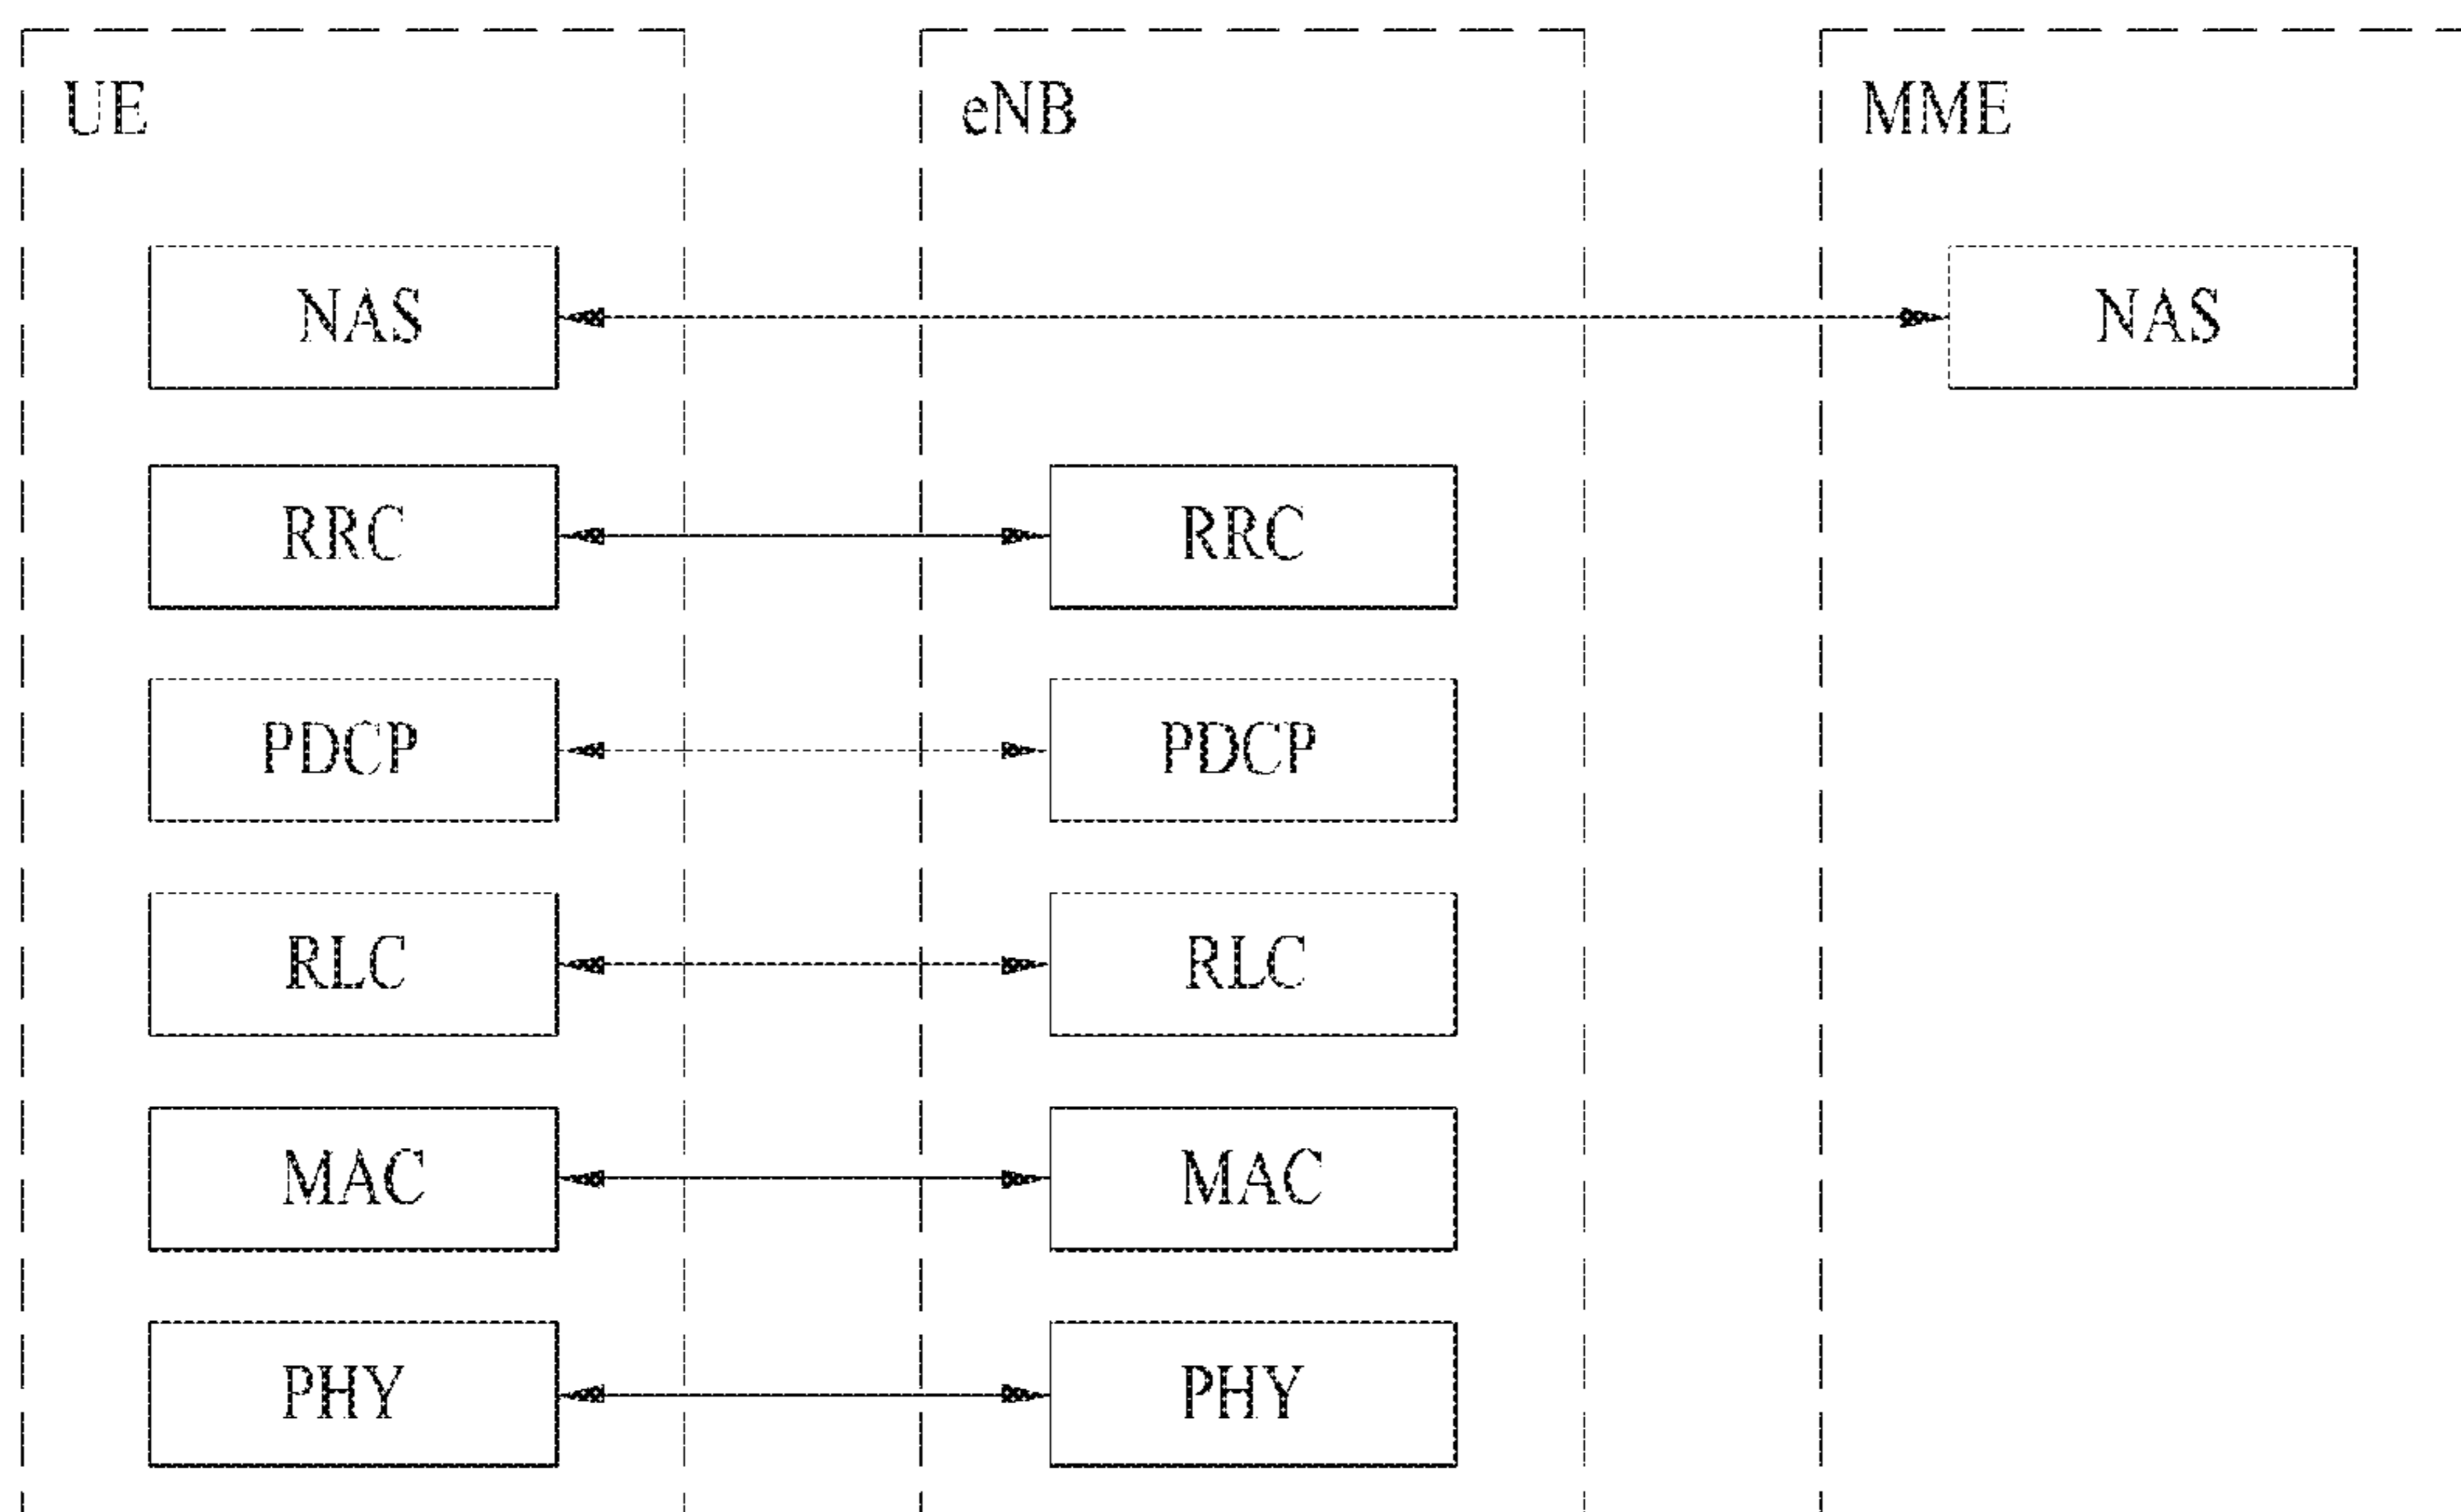 UE eNB MME
NAS NAS
RRC RRC
PDCP PDCP
RLC RLC
MAC MAC
PHY PHY